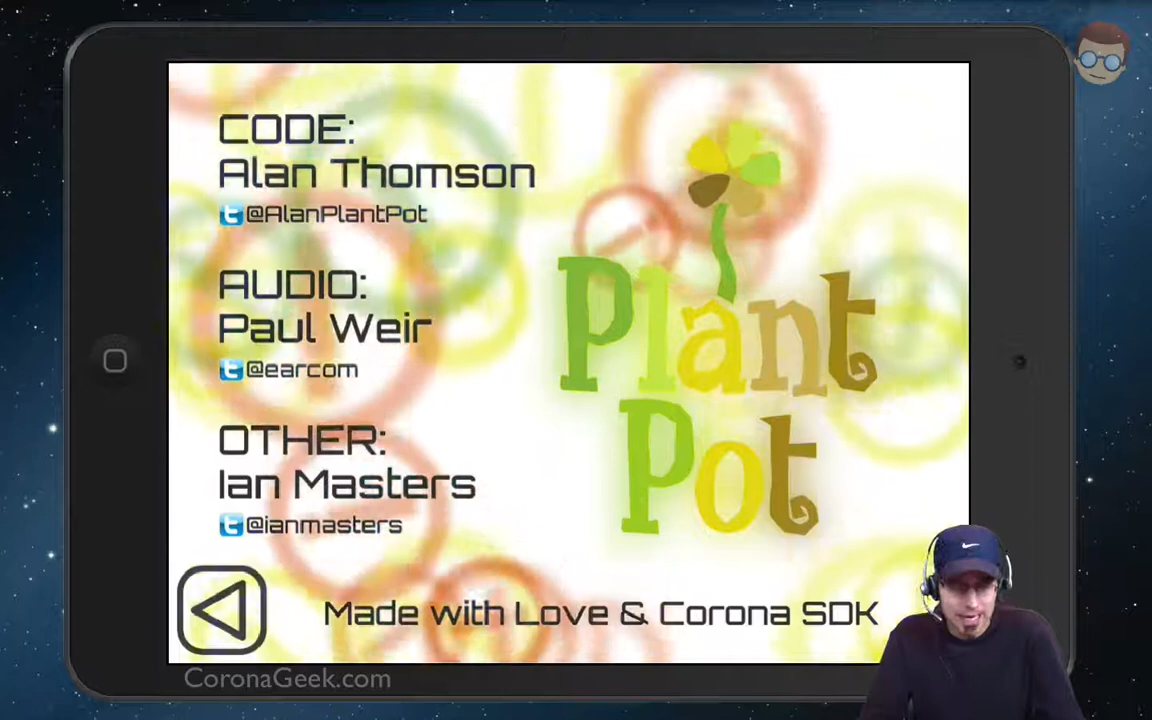 CODE:
Alan Thomson
@AlanPlantPot
AUDIO:
Paul Weir
@earcom
OTHER:
Ian Masters
@ianmasters
Plant
Pot
Made with Love & Corona SDK
CoronaGeek.com